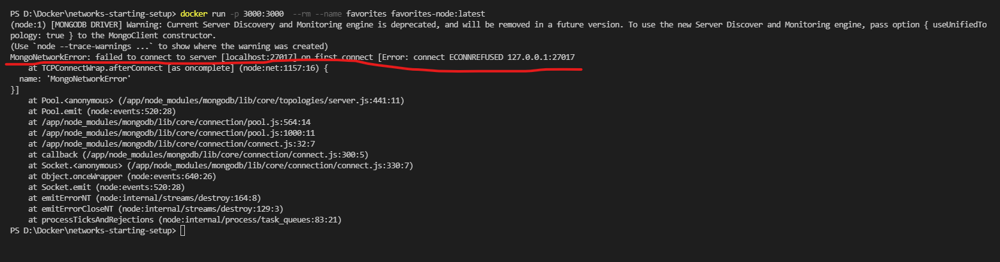 PS D:\Docker\networks-starting-setup> docker run -p 3000:3000  --rm --name favorites favorites-node:latest
(node:1) [MONGODB DRIVER] Warning: Current Server Discovery and Monitoring engine is deprecated, and will be removed in a future version. To use the new Server Discover and Monitoring engine, pass option { useUnifiedTo
pology: true } to the MongoClient constructor.
(Use `node --trace-warnings ...` to show where the warning was created)
MongoNetworkError: failed to connect to server [localhost:27017] on first connect [Error: connect ECONNREFUSED 127.0.0.1:27017
    at TCPConnectWrap.afterConnect [as oncomplete] (node:net:1157:16) {
  name: 'MongoNetworkError'
}]
    at Pool.<anonymous> (/app/node_modules/mongodb/lib/core/topologies/server.js:441:11)
    at Pool.emit (node:events:520:28)
    at /app/node_modules/mongodb/lib/core/connection/pool.js:564:14
    at /app/node_modules/mongodb/lib/core/connection/pool.js:1000:11
    at /app/node_modules/mongodb/lib/core/connection/connect.js:32:7
    at callback (/app/node_modules/mongodb/lib/core/connection/connect.js:300:5)
    at Socket.<anonymous> (/app/node_modules/mongodb/lib/core/connection/connect.js:330:7)
    at Object.onceWrapper (node:events:640:26)
    at Socket.emit (node:events:520:28)
    at emitErrorNT (node:internal/streams/destroy:164:8)
    at emitErrorCloseNT (node:internal/streams/destroy:129:3)
    at processTicksAndRejections (node:internal/process/task_queues:83:21)
PS D:\Docker\networks-starting-setup>